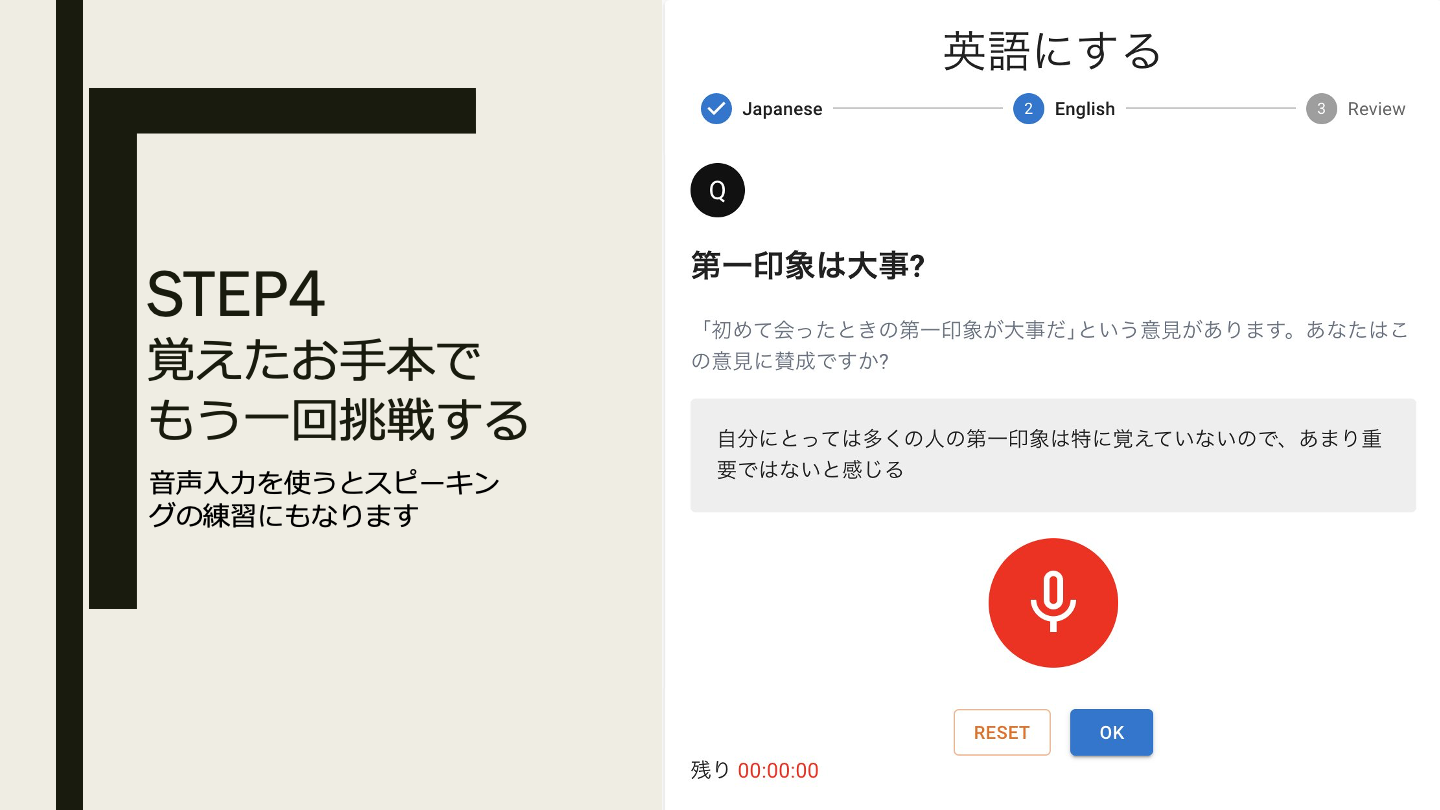 STEP4
覚えたお手本で
もう一回挑戦する
音声入力を使うとスピーキン
グの練習にもなります
英語にする
Japanese
2 English
3 Review
Q
第一印象は大事?
「初めて会ったときの第一印象が大事だ」という意見があります。あなたはこ
の意見に賛成ですか?
自分にとっては多くの人の第一印象は特に覚えていないので、あまり重
要ではないと感じる
RESET
OK
残り 00:00:00